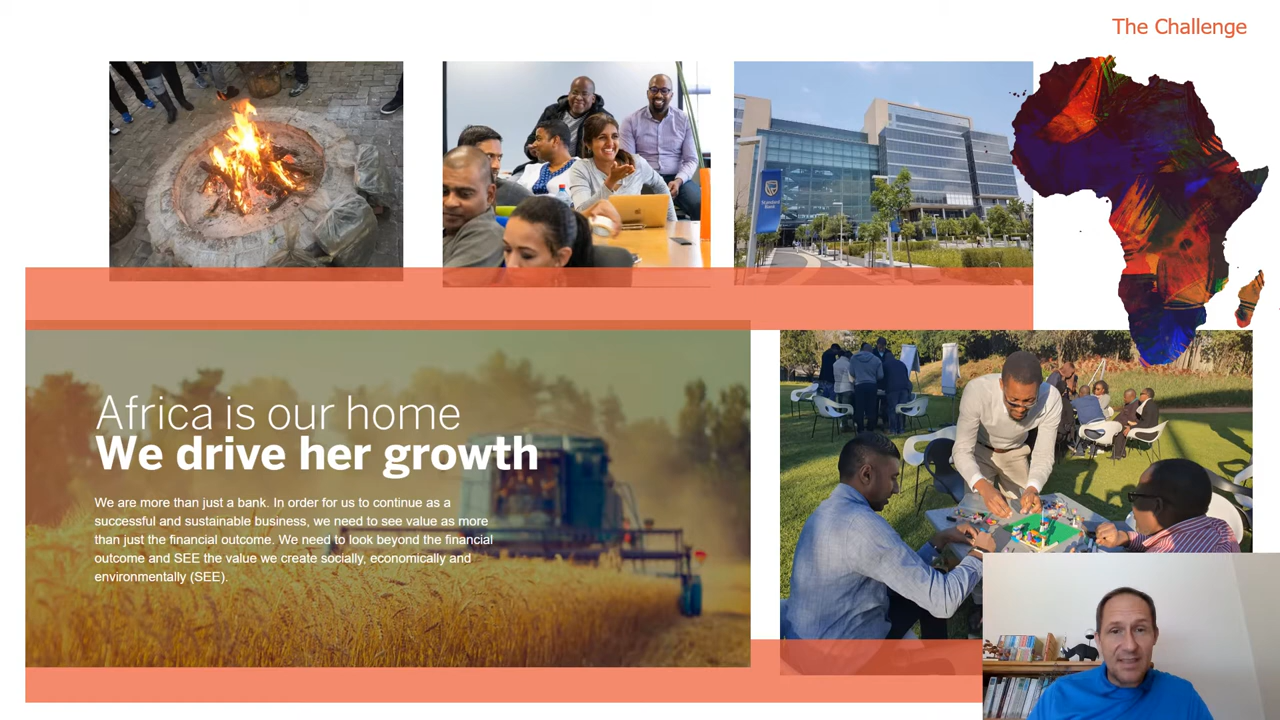 The Challenge
Standard
Bank
Africa is our home
We drive her growth
We are more than just a bank. In order for us to continue as a
successful and sustainable business, we need to see value as more
than just the financial outcome. We need to look beyond the financial
outcome and SEE the value we create socially, economically and
environmentally (SEE).